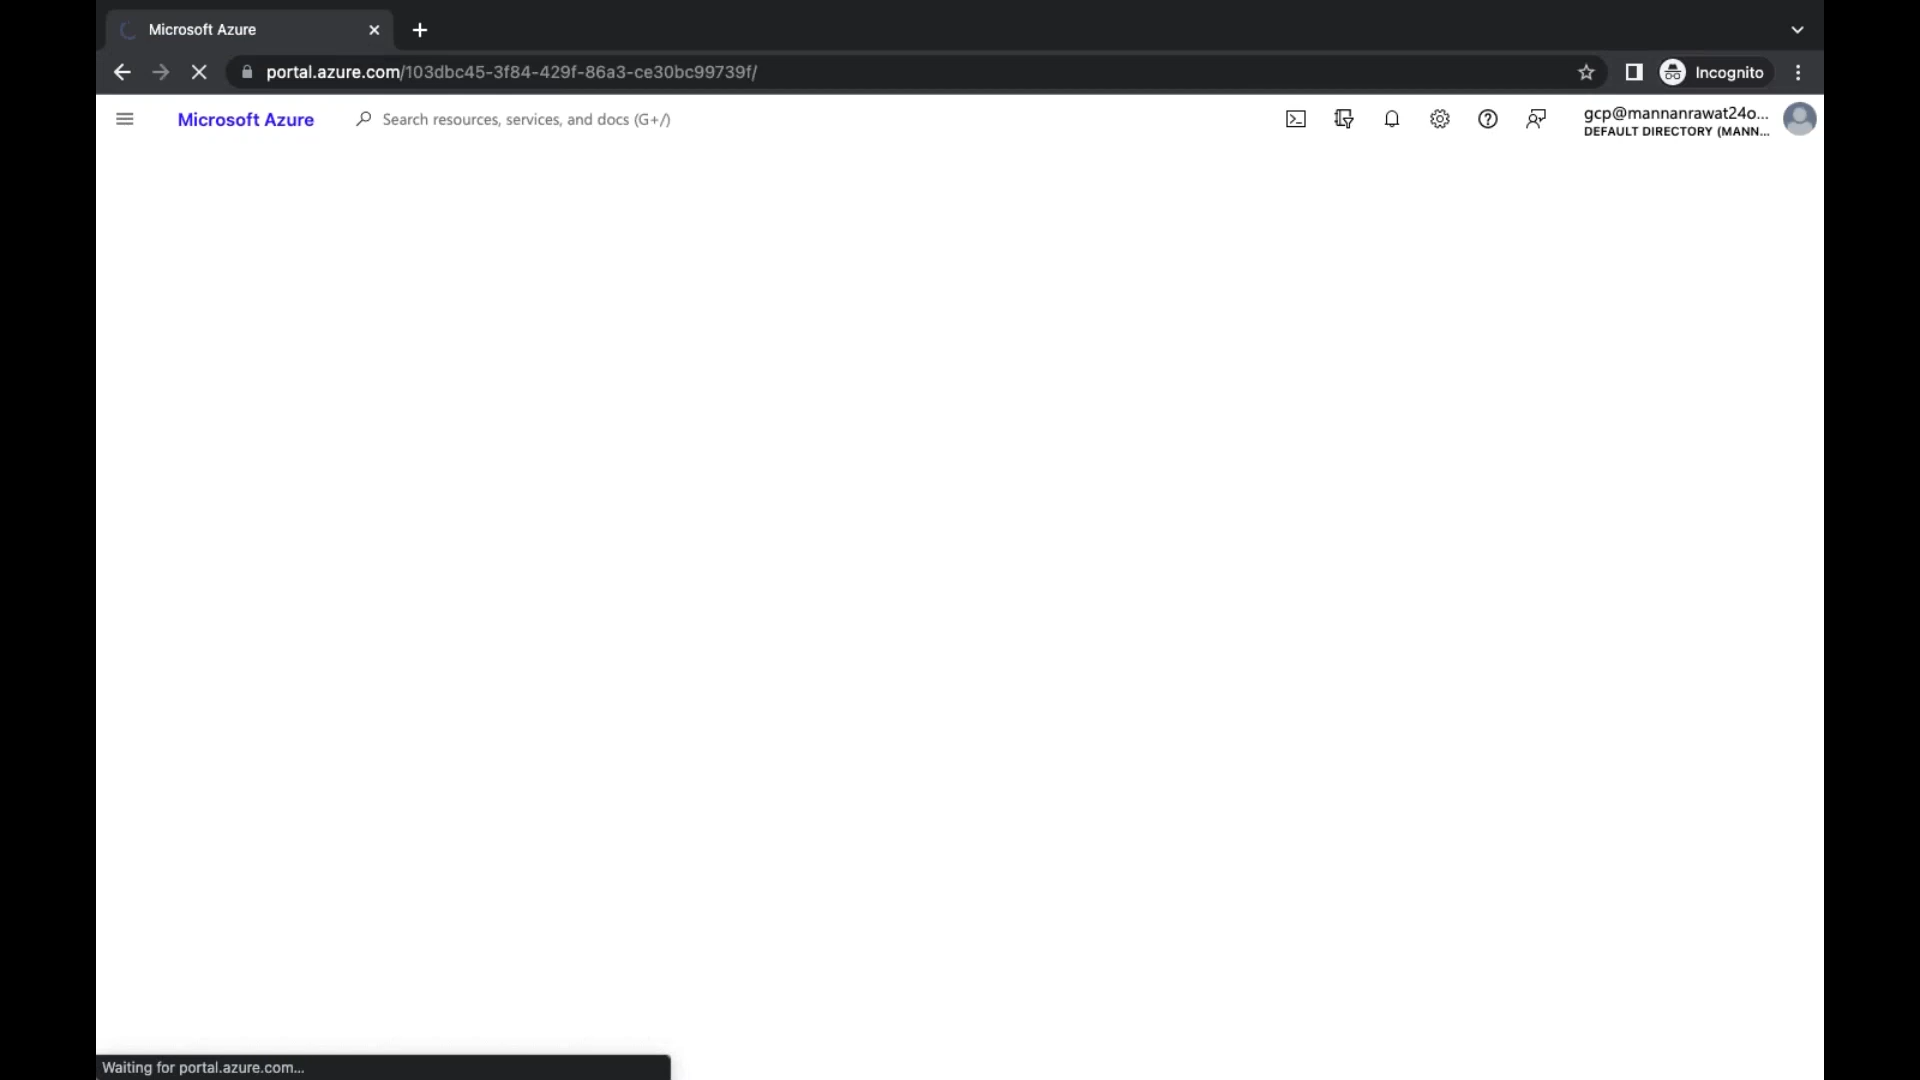 Microsoft Azure
portal.azure.com/103dbc45-3f84-429f-86a3-ce30bc99739f/
Incognito
Microsoft Azure
Search resources, services, and docs (G+/)
gcp@mannanrawat24o...
DEFAULT DIRECTORY (MANN...
Waiting for portal.azure.com...